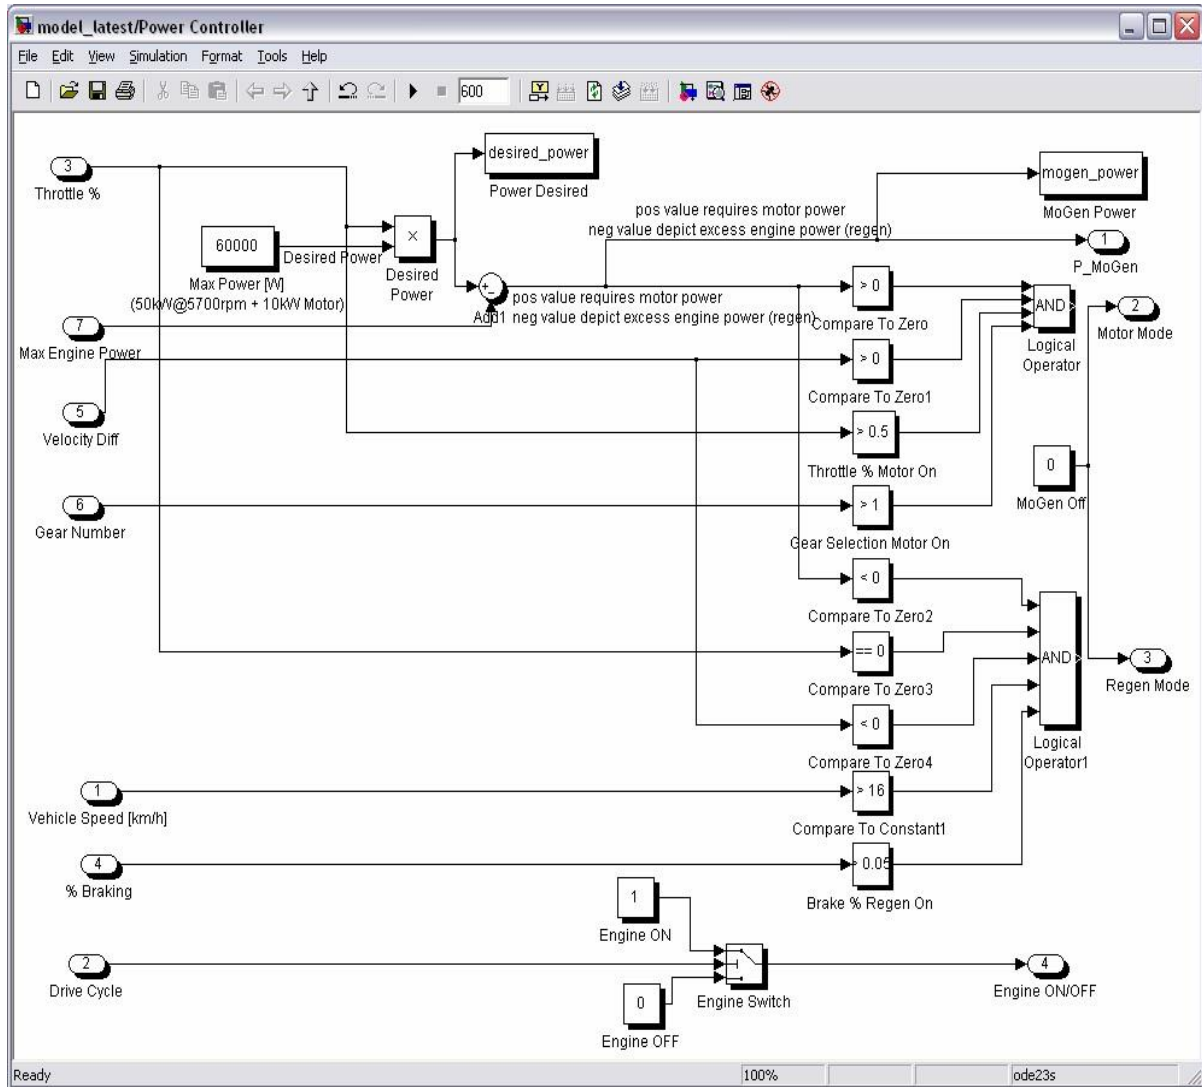 model_latest/Power Controller
File Edit View Simulation Format Tools Help
600
3
Throttle %
desired_power
Power Desired
mogen_power
MoGen Power
pos value requires motor power
neg value depict excess engine power (regen)
60000
Desired Power
×
Desired
Power
Max Power [W]
(50kW@5700rpm + 10kW Motor)
1
P_MoGen
+
-
Add1
pos value requires motor power
neg value depict excess engine power (regen)
> 0
Compare To Zero
AND
Logical
Operator
2
Motor Mode
7
Max Engine Power
> 0
Compare To Zero1
5
Velocity Diff
> 0.5
Throttle % Motor On
0
MoGen Off
6
Gear Number
> 1
Gear Selection Motor On
< 0
Compare To Zero2
== 0
Compare To Zero3
AND
Logical
Operator1
3
Regen Mode
< 0
Compare To Zero4
1
Vehicle Speed [km/h]
> 16
Compare To Constant1
4
% Braking
> 0.05
Brake % Regen On
1
Engine ON
2
Drive Cycle
Engine Switch
4
Engine ON/OFF
0
Engine OFF
Ready
100%
ode23s